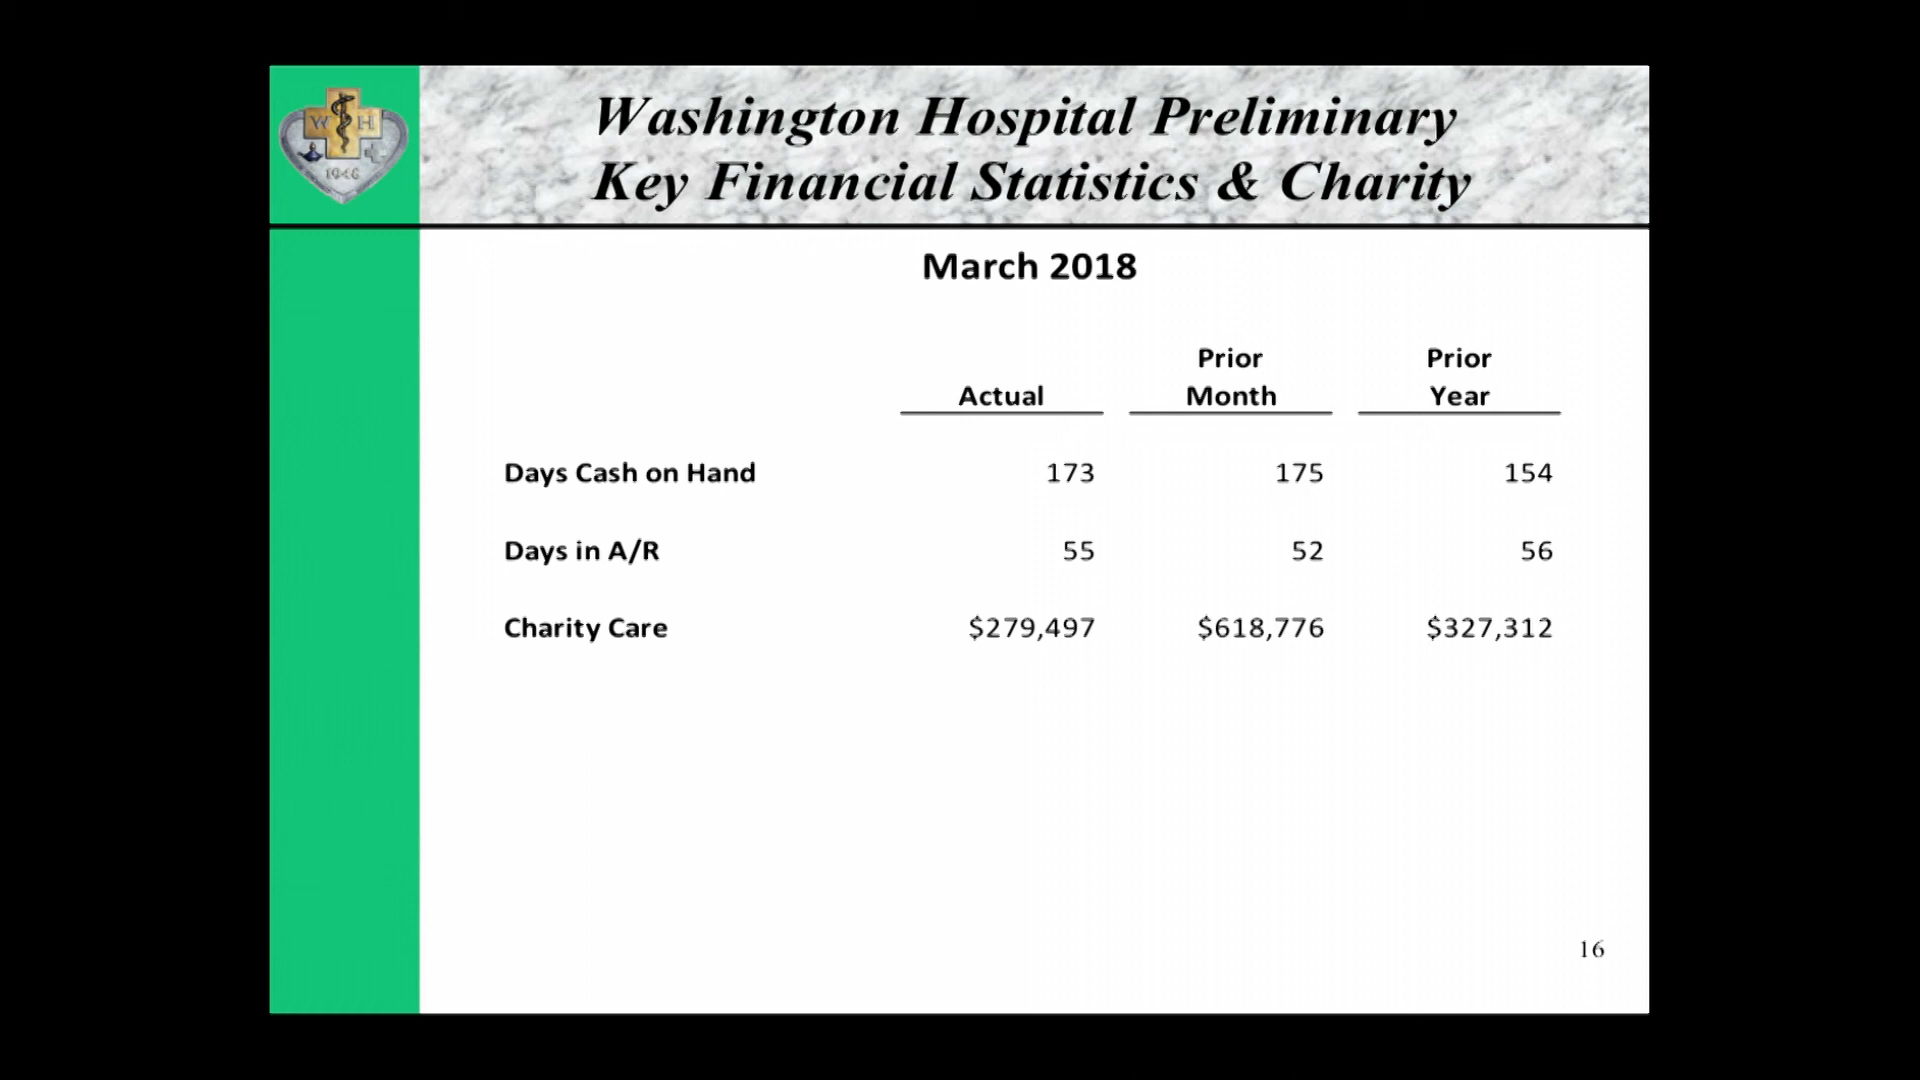 W H
1948
Washington Hospital Preliminary
Key Financial Statistics & Charity
March 2018
Prior Prior
Actual Month Year
Days Cash on Hand 173 175 154
Days in A/R 55 52 56
Charity Care $279,497 $618,776 $327,312
16